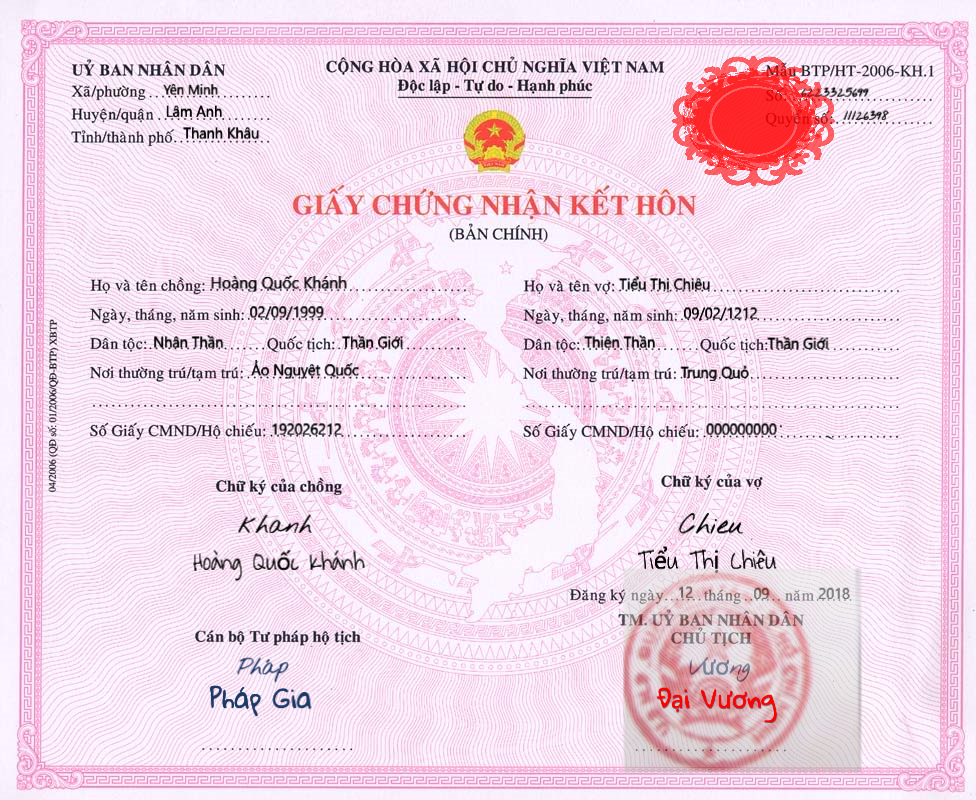 UỶ BAN NHÂN DÂN
Xã/phường...Yên Minh
Huyện/quận..Lâm Anh
Tỉnh/thành phố..Thanh Khâu
CỘNG HÒA XÃ HỘI CHỦ NGHĨA VIỆT NAM
Độc lập - Tự do - Hạnh phúc
Mẫu BTP/HT-2006-KH.1
Số:
Quyển số: 11126398
GIẤY CHỨNG NHẬN KẾT HÔN
(BẢN CHÍNH)
Họ và tên chồng: Hoàng Quốc Khánh
Ngày, tháng, năm sinh: 02/09/1999
Dân tộc: Nhân Thần Quốc tịch: Thần Giới
Nơi thường trú/tạm trú: Ảo Nguyệt Quốc
Số Giấy CMND/Hộ chiếu: 192026212
Họ và tên vợ: Tiểu Thị Chiêu
Ngày, tháng, năm sinh: 09/02/1212
Dân tộc: Thiên Thần Quốc tịch: Thần Giới
Nơi thường trú/tạm trú: Trung Quỏ
Số Giấy CMND/Hộ chiếu: 000000000
04/2006 (QĐ số: 01/2006/QĐ-BTP) XBTP
Chữ ký của chồng
Khanh
Hoàng Quốc Khánh
Chữ ký của vợ
Chieu
Tiểu Thị Chiêu
Đăng ký ngày...12 tháng ..09.. năm 2018
TM. UỶ BAN NHÂN DÂN
CHỦ TỊCH
Vương
Đại Vương
Cán bộ Tư pháp hộ tịch
Pháp
Pháp Gia